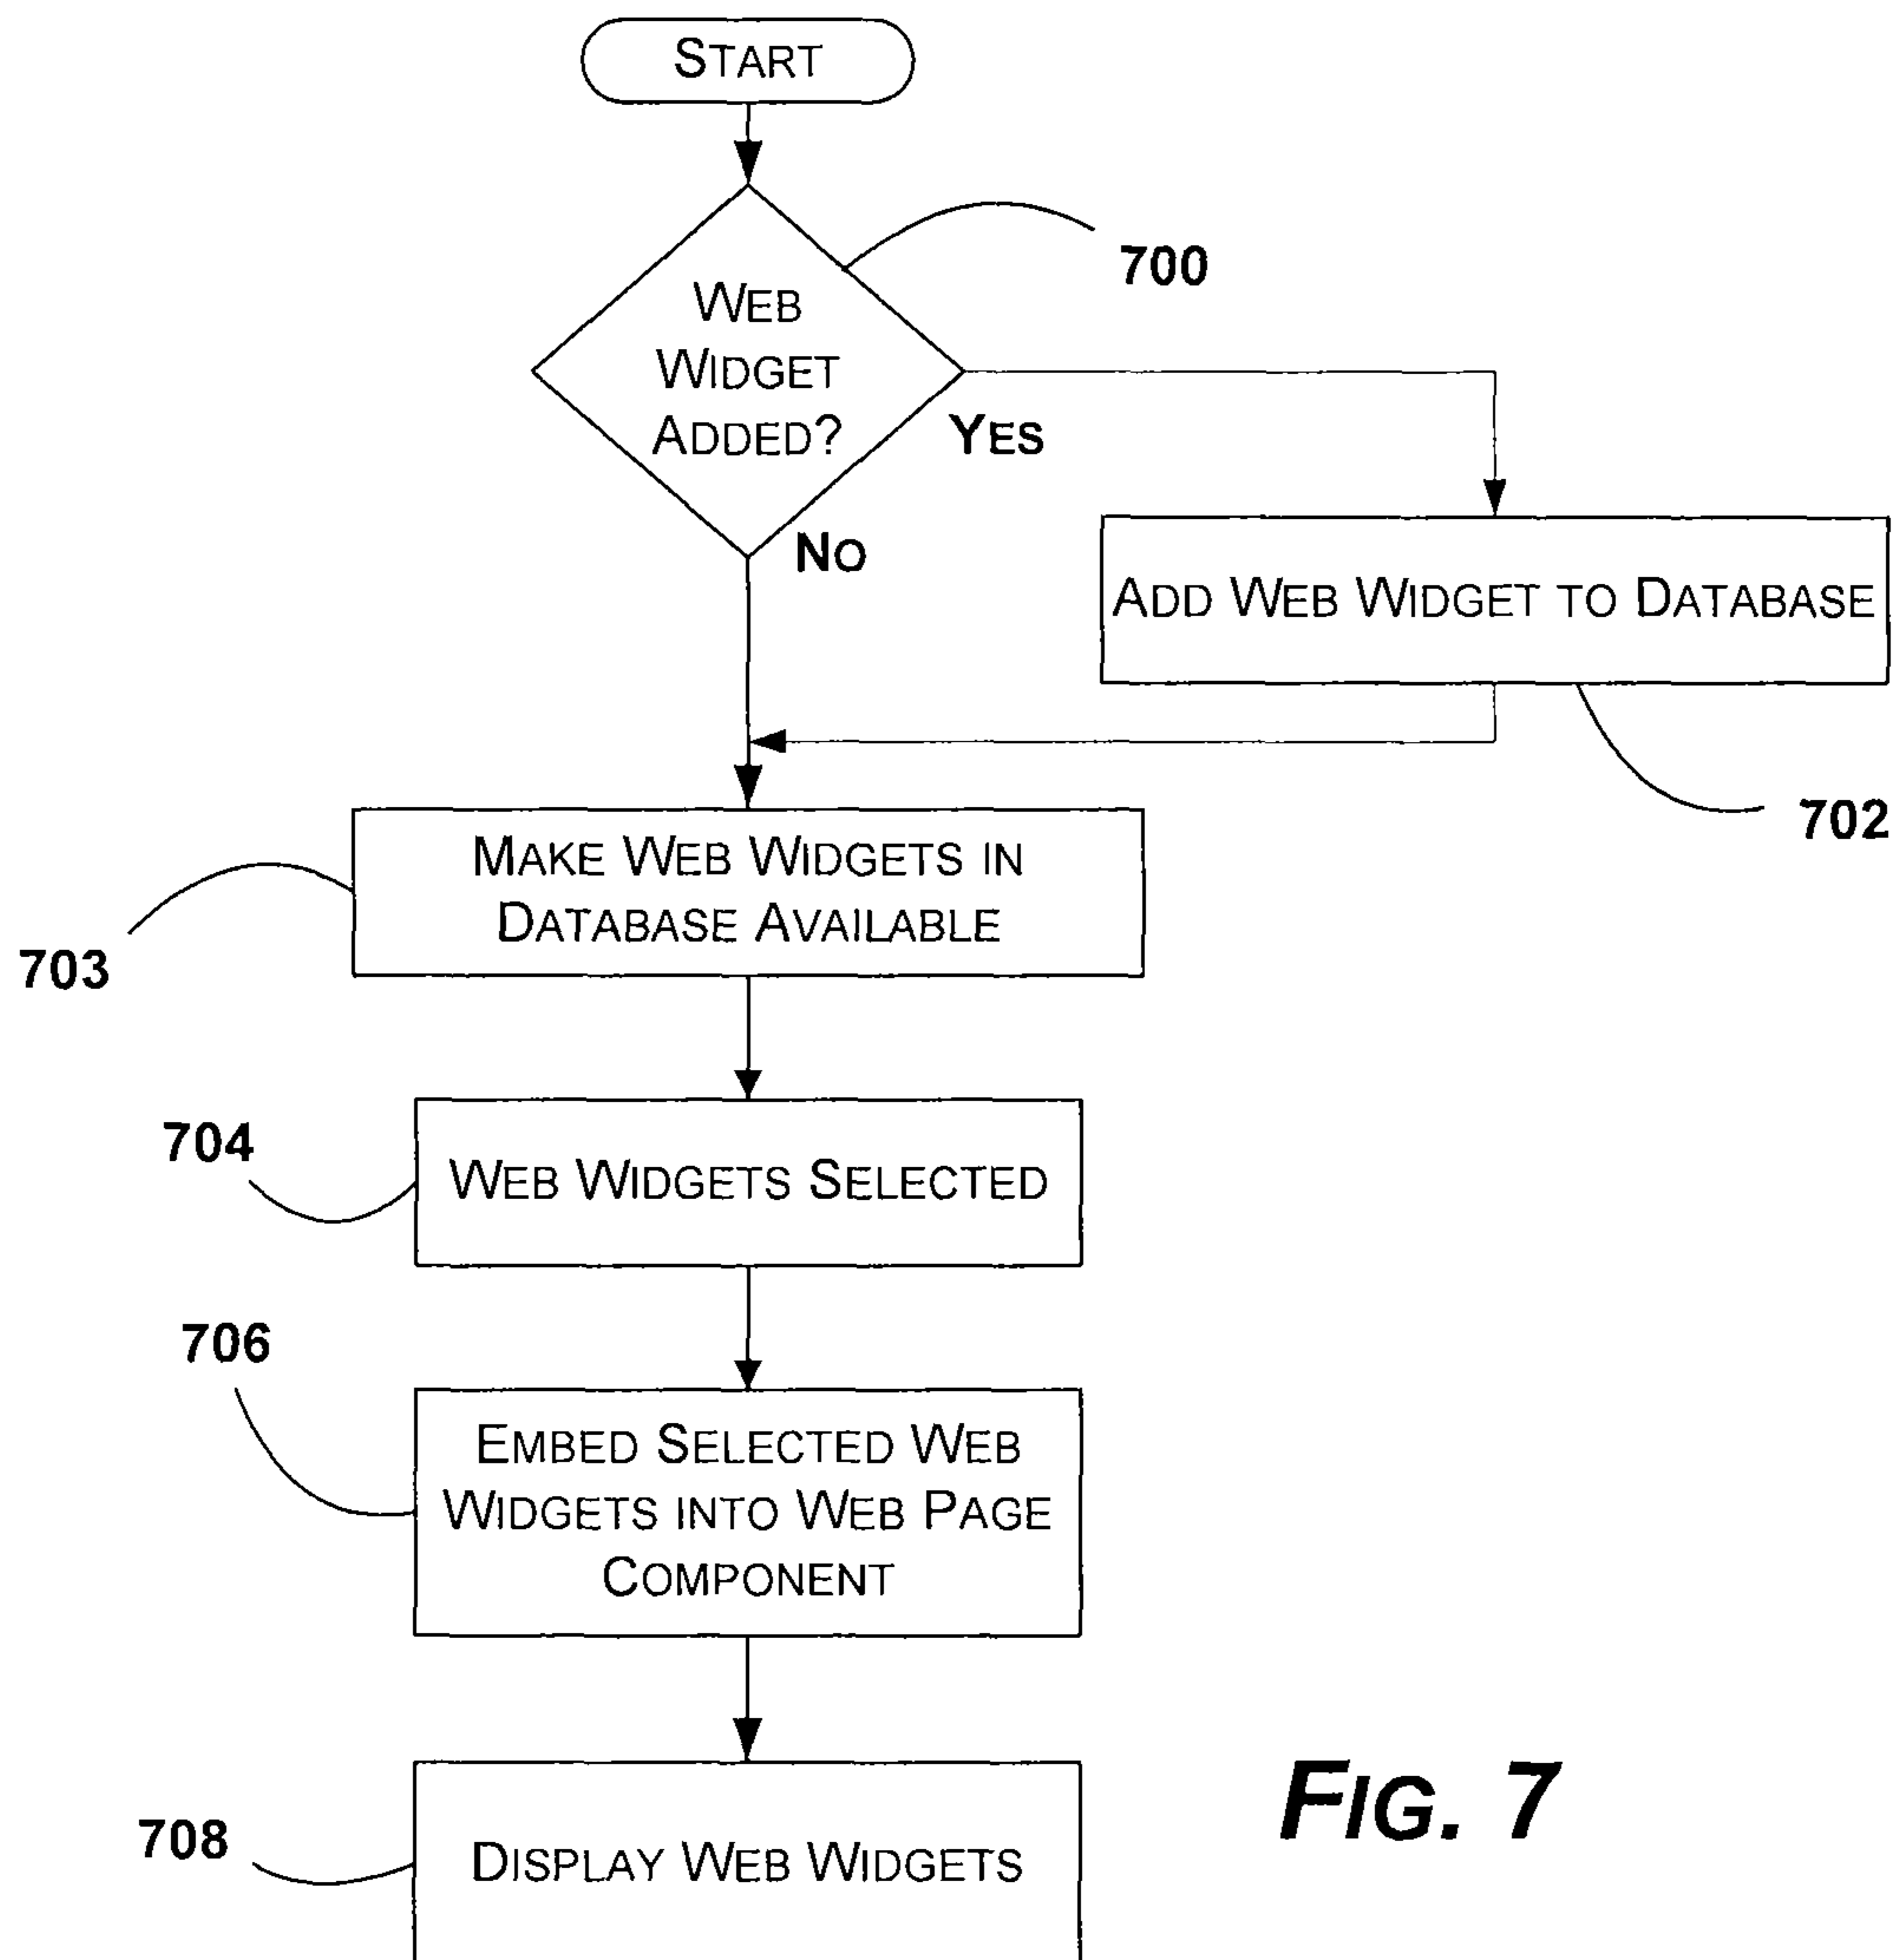 START
WEB
WIDGET
ADDED?
700
YES
NO
ADD WEB WIDGET TO DATABASE
702
MAKE WEB WIDGETS IN
DATABASE AVAILABLE
703
704
WEB WIDGETS SELECTED
706
EMBED SELECTED WEB
WIDGETS INTO WEB PAGE
COMPONENT
708
DISPLAY WEB WIDGETS
FIG. 7